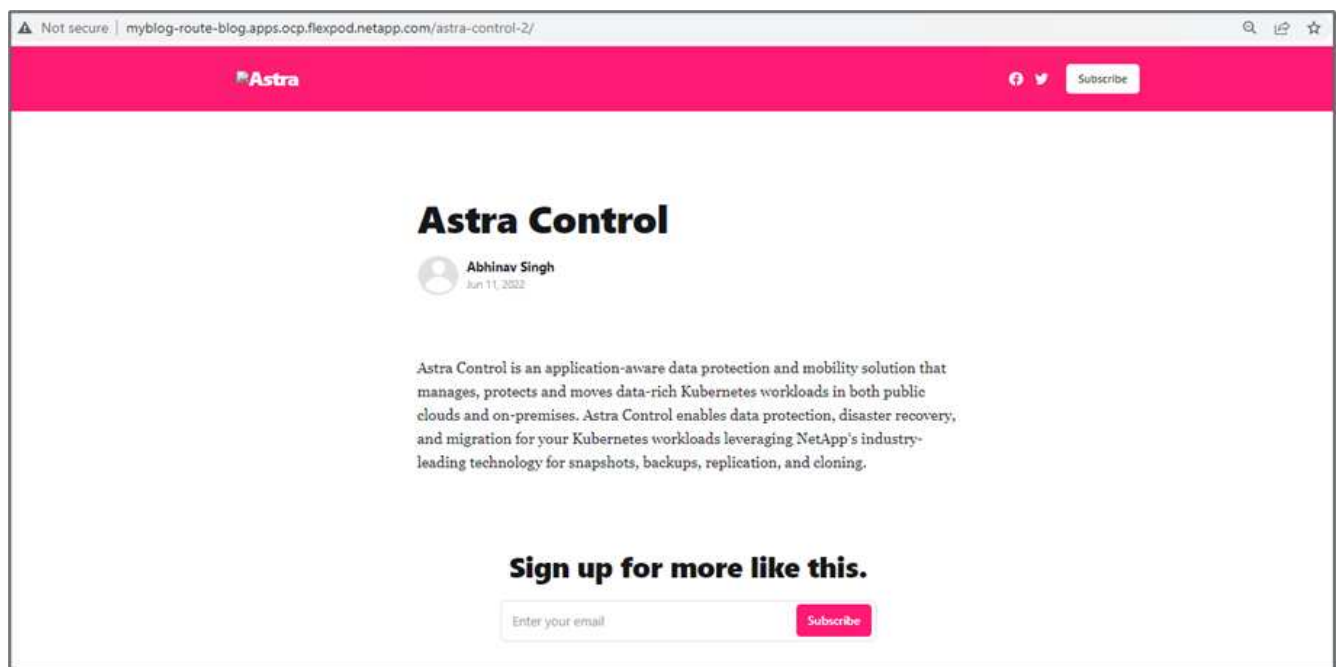 Not secure | myblog-route-blog.apps.ocp.flexpod.netapp.com/astra-control-2/
Astra
Subscribe
Astra Control
Abhinav Singh
Jun 11, 2022
Astra Control is an application-aware data protection and mobility solution that
manages, protects and moves data-rich Kubernetes workloads in both public
clouds and on-premises. Astra Control enables data protection, disaster recovery,
and migration for your Kubernetes workloads leveraging NetApp's industry-
leading technology for snapshots, backups, replication, and cloning.
Sign up for more like this.
Enter your email
Subscribe